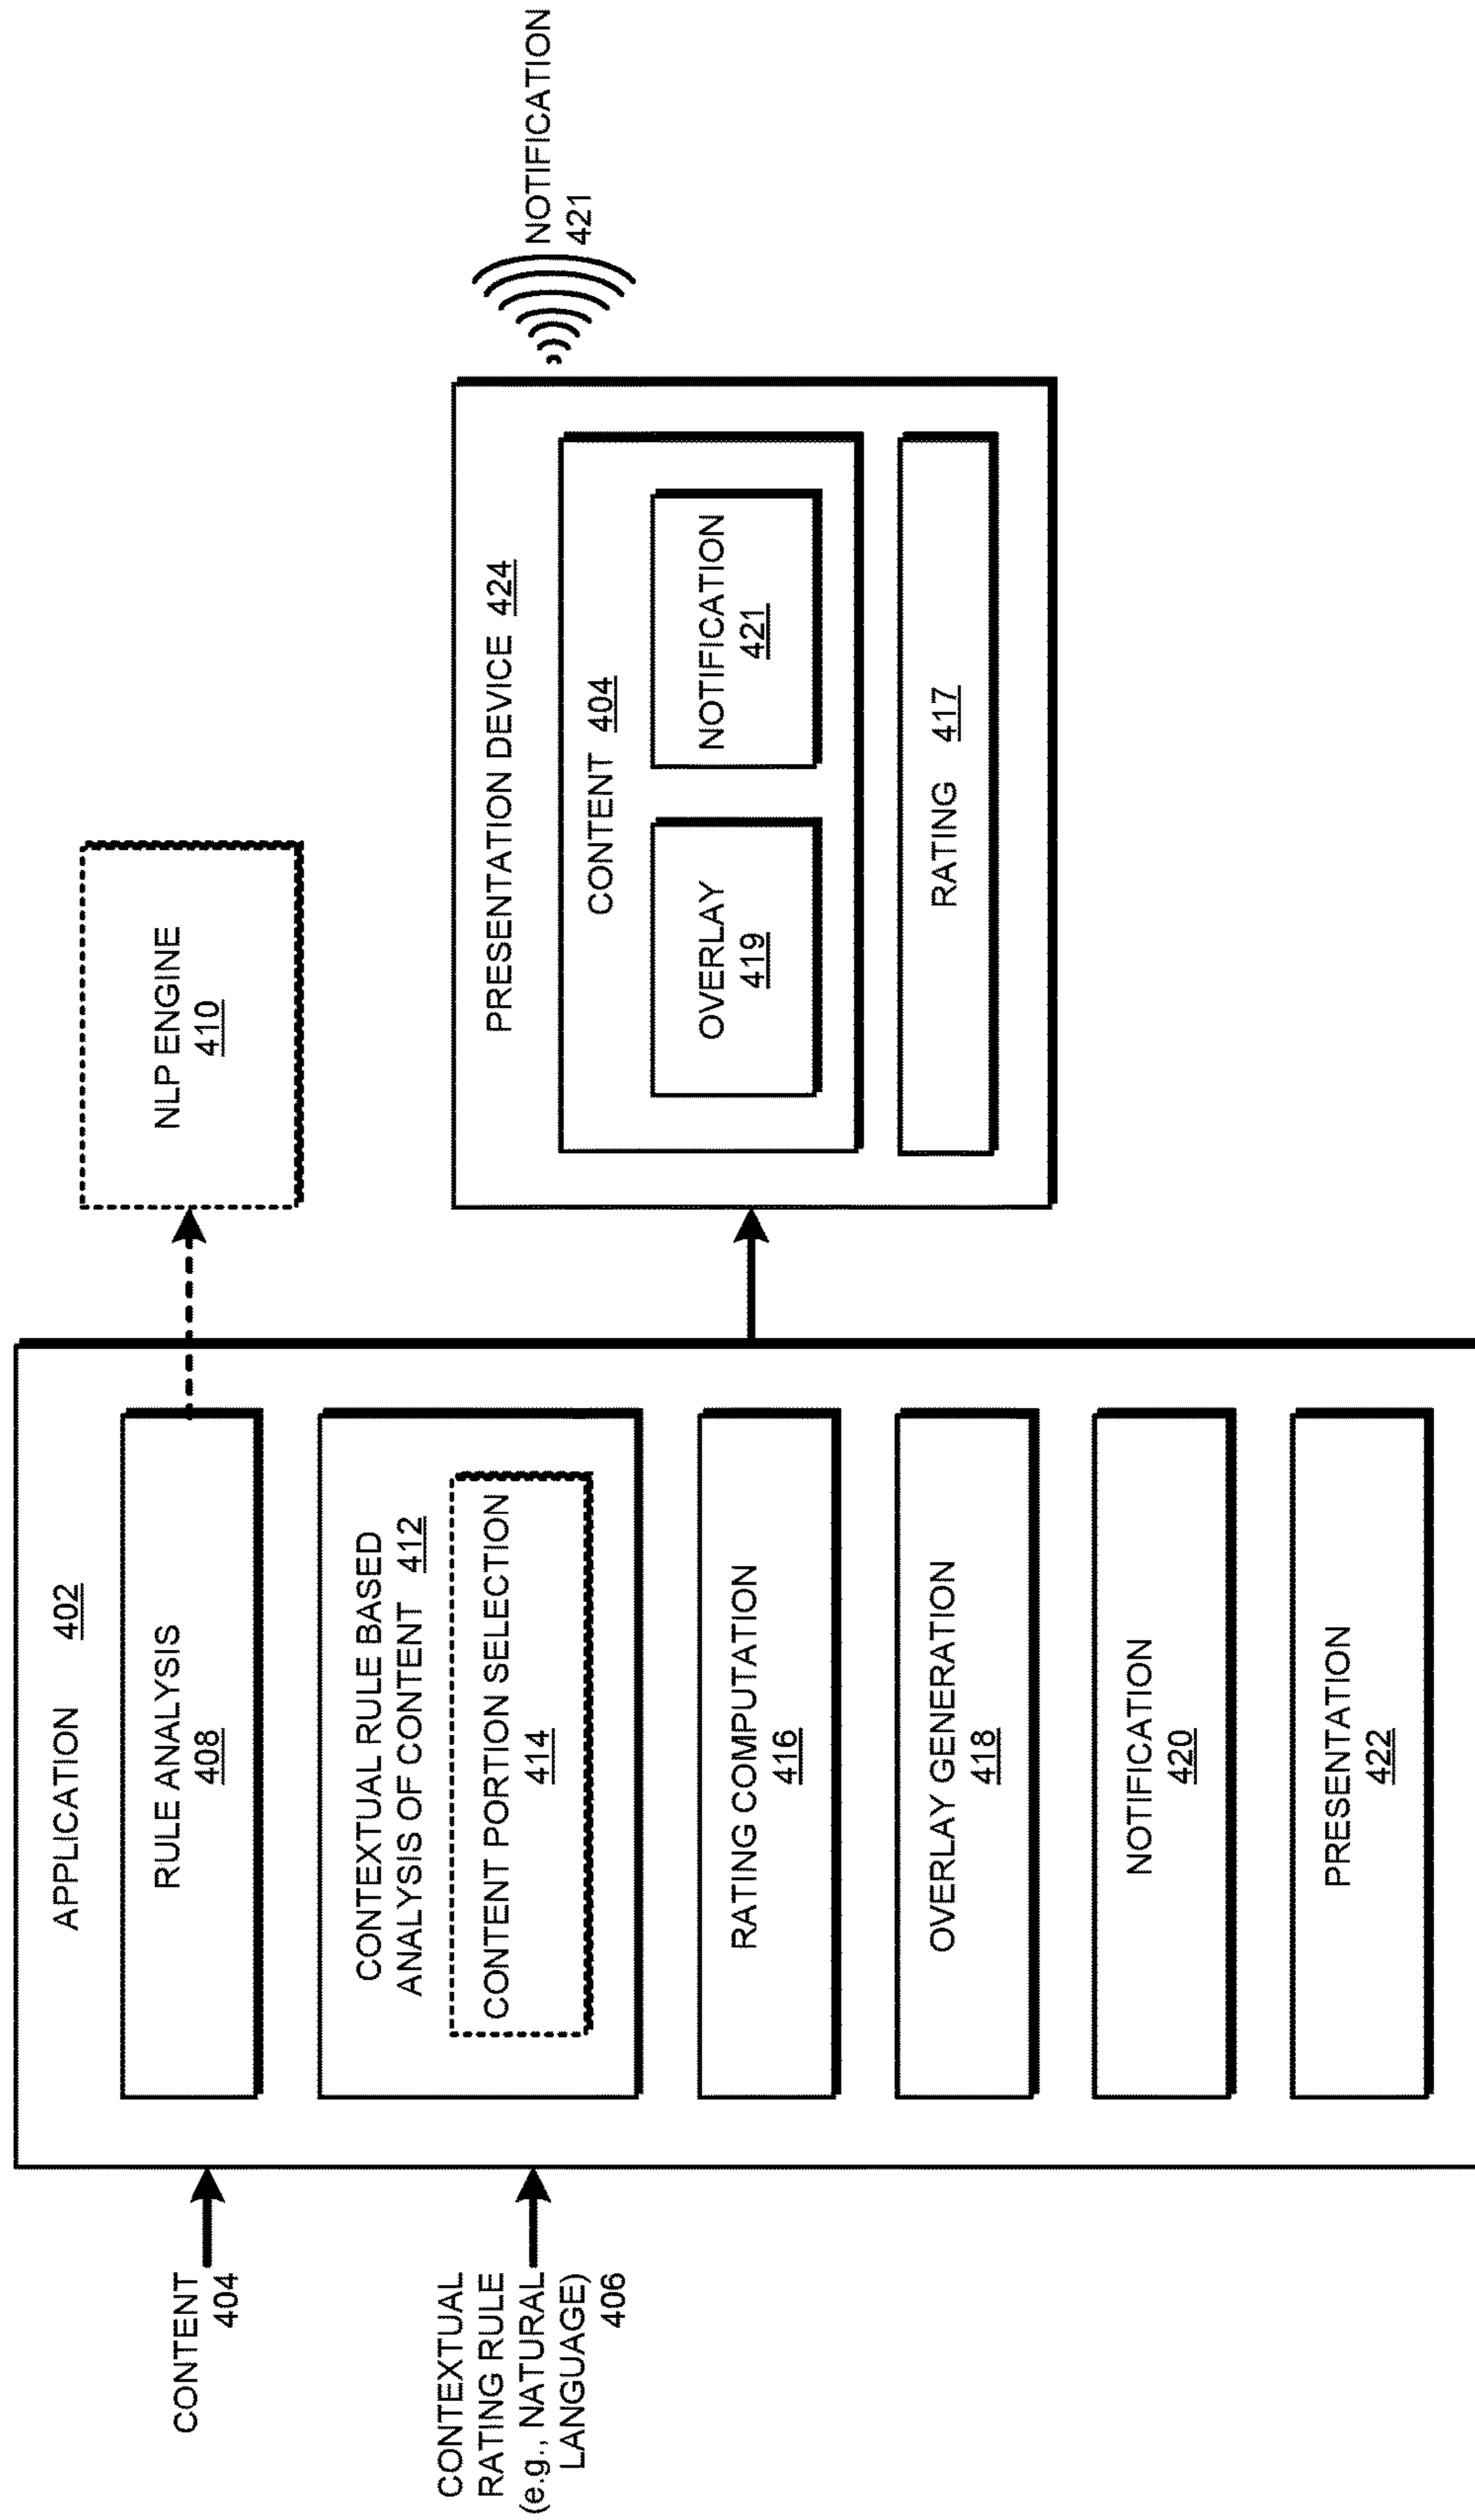 CONTENT
404
CONTEXTUAL
RATING RULE
(e.g., NATURAL
LANGUAGE)
406
APPLICATION 402
RULE ANALYSIS
408
CONTEXTUAL RULE BASED
ANALYSIS OF CONTENT 412
CONTENT PORTION SELECTION
414
RATING COMPUTATION
416
OVERLAY GENERATION
418
NOTIFICATION
420
PRESENTATION
422
NLP ENGINE
410
PRESENTATION DEVICE 424
CONTENT 404
OVERLAY
419
NOTIFICATION
421
RATING 417
NOTIFICATION
421